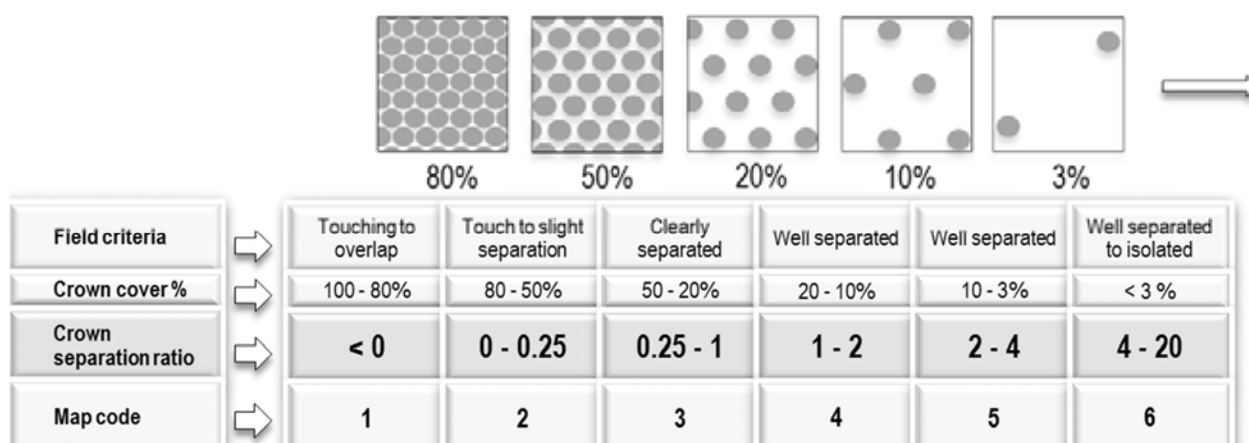 80% 50% 20% 10% 3%
Field criteria Touching to overlap Touch to slight separation Clearly separated Well separated Well separated Well separated to isolated
Crown cover % 100 - 80% 80 - 50% 50 - 20% 20 - 10% 10 - 3% < 3 %
Crown separation ratio < 0 0 - 0.25 0.25 - 1 1 - 2 2 - 4 4 - 20
Map code 1 2 3 4 5 6